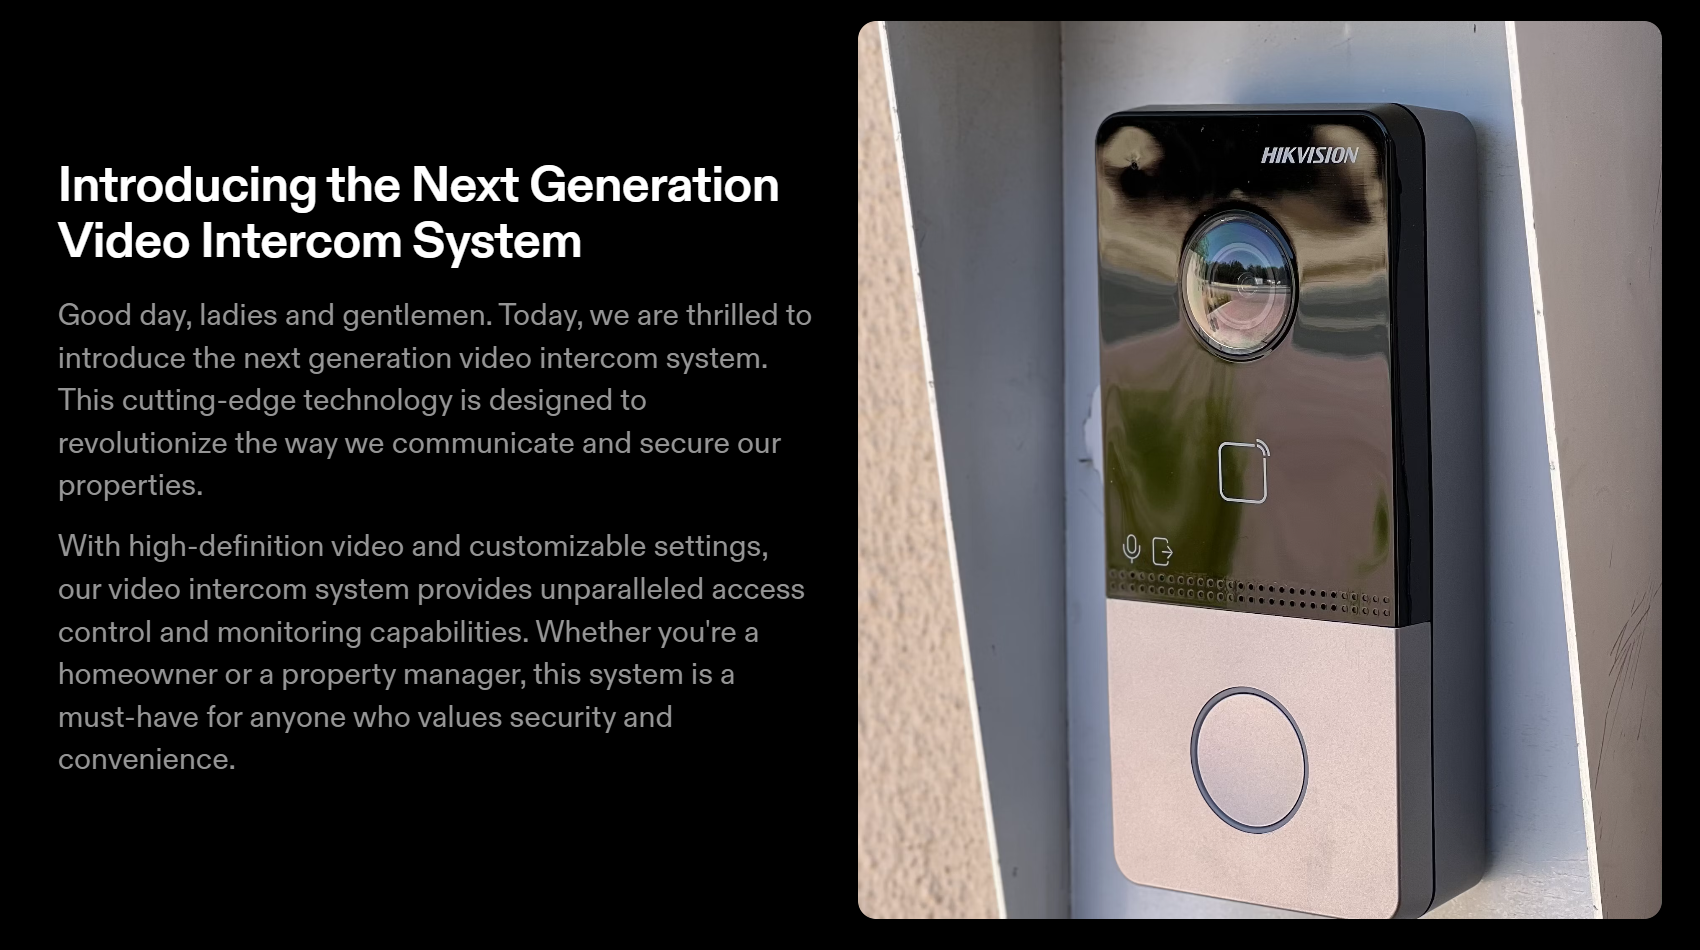 Introducing the Next Generation
Video Intercom System
Good day, ladies and gentlemen. Today, we are thrilled to
introduce the next generation video intercom system.
This cutting-edge technology is designed to
revolutionize the way we communicate and secure our
properties.
With high-definition video and customizable settings,
our video intercom system provides unparalleled access
control and monitoring capabilities. Whether you're a
homeowner or a property manager, this system is a
must-have for anyone who values security and
convenience.
HIKVISION